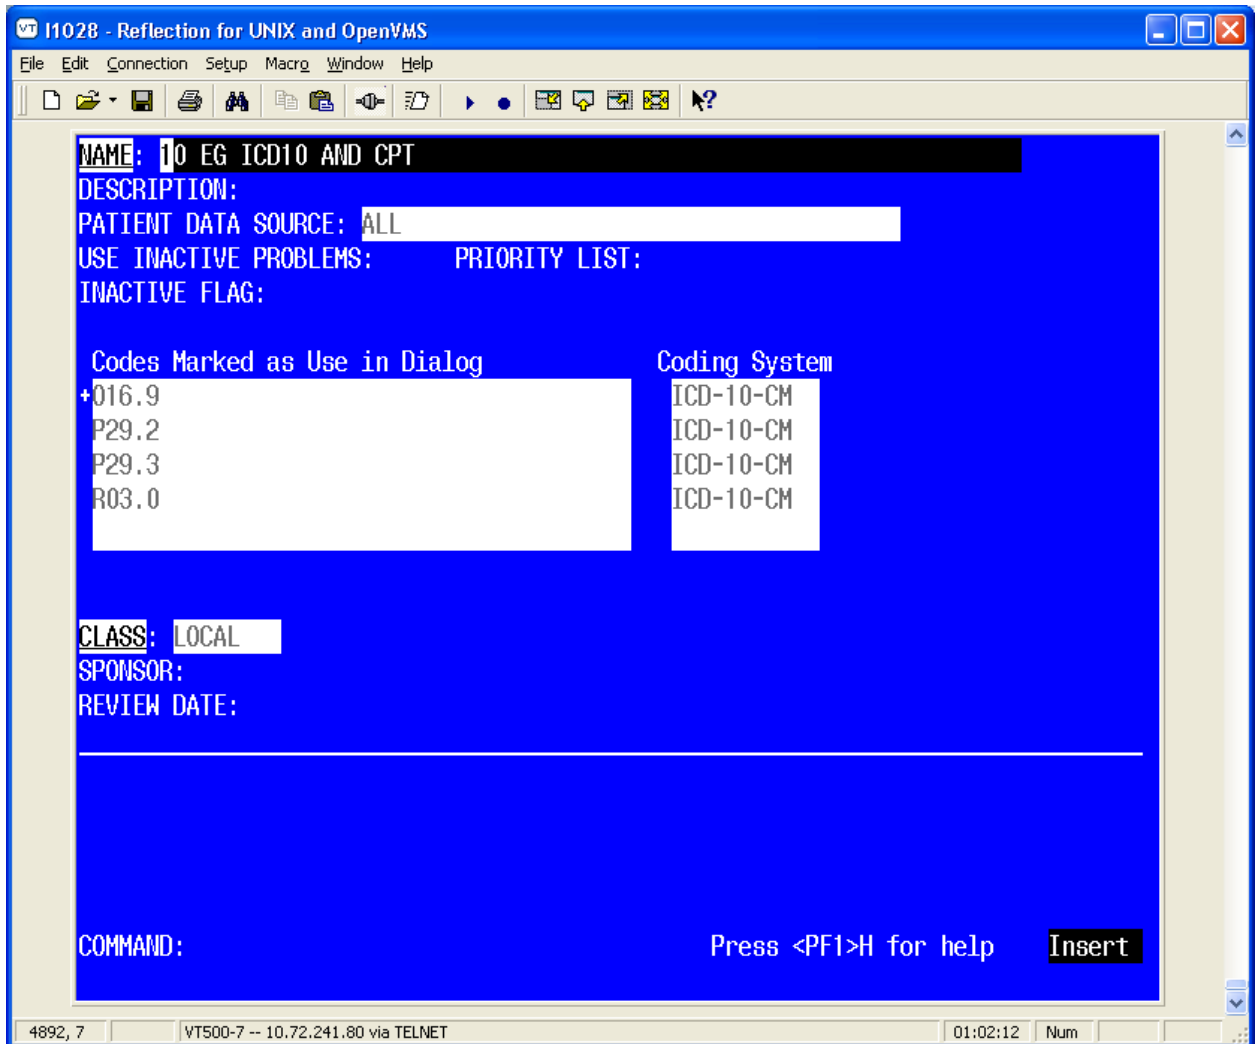 I1028 - Reflection for UNIX and OpenVMS
File Edit Connection Setup Macro Window Help
NAME: 10 EG ICD10 AND CPT
DESCRIPTION:
PATIENT DATA SOURCE: ALL
USE INACTIVE PROBLEMS: PRIORITY LIST:
INACTIVE FLAG:
Codes Marked as Use in Dialog Coding System
+O16.9 ICD-10-CM
P29.2 ICD-10-CM
P29.3 ICD-10-CM
R03.0 ICD-10-CM
CLASS: LOCAL
SPONSOR:
REVIEW DATE:
COMMAND: Press <PF1>H for help Insert
4892, 7 VT500-7 -- 10.72.241.80 via TELNET 01:02:12 Num